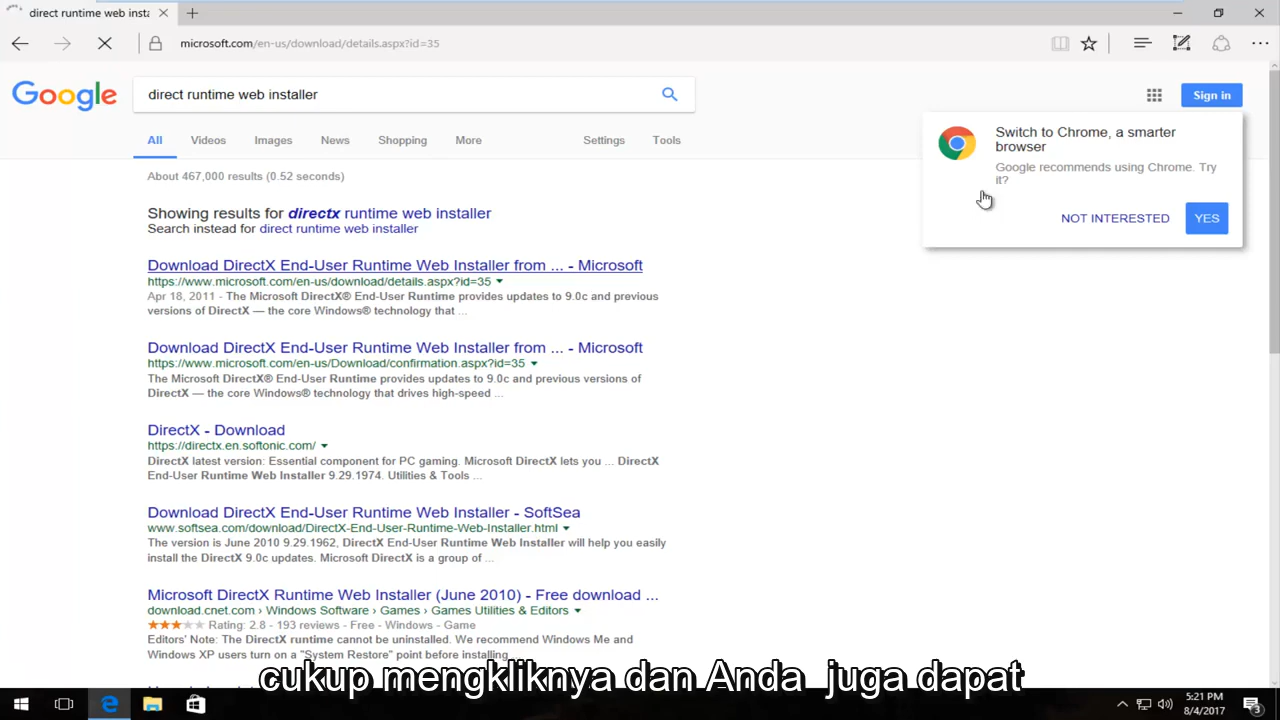 direct runtime web insta
microsoft.com/en-us/download/details.aspx?id=35
Google
direct runtime web installer
Sign in
All Videos Images News Shopping More Settings Tools
Switch to Chrome, a smarter
browser
Google recommends using Chrome. Try
it?
NOT INTERESTED YES
About 467,000 results (0.52 seconds)
Showing results for directx runtime web installer
Search instead for direct runtime web installer
Download DirectX End-User Runtime Web Installer from ... - Microsoft
https://www.microsoft.com/en-us/download/details.aspx?id=35
Apr 18, 2011 - The Microsoft DirectX® End-User Runtime provides updates to 9.0c and previous
versions of DirectX — the core Windows® technology that ...
Download DirectX End-User Runtime Web Installer from ... - Microsoft
https://www.microsoft.com/en-us/Download/confirmation.aspx?id=35
The Microsoft DirectX® End-User Runtime provides updates to 9.0c and previous versions of
DirectX — the core Windows® technology that drives high-speed ...
DirectX - Download
https://directx.en.softonic.com/
DirectX latest version: Essential component for PC gaming. Microsoft DirectX lets you ... DirectX
End-User Runtime Web Installer 9.29.1974. Utilities & Tools ...
Download DirectX End-User Runtime Web Installer - SoftSea
www.softsea.com/download/DirectX-End-User-Runtime-Web-Installer.html
The version is June 2010 9.29.1962, DirectX End-User Runtime Web Installer will help you easily
install the DirectX 9.0c updates. Microsoft DirectX is a group of ...
Microsoft DirectX Runtime Web Installer (June 2010) - Free download ...
download.cnet.com › Windows Software › Games › Games Utilities & Editors
Rating: 2.8 - 193 reviews - Free - Windows - Game
Editors' Note: The DirectX runtime cannot be uninstalled. We recommend Windows Me and
Windows XP users turn on a "System Restore" point before installing
cukup mengkliknya dan Anda juga dapat
5:21 PM
8/4/2017
3